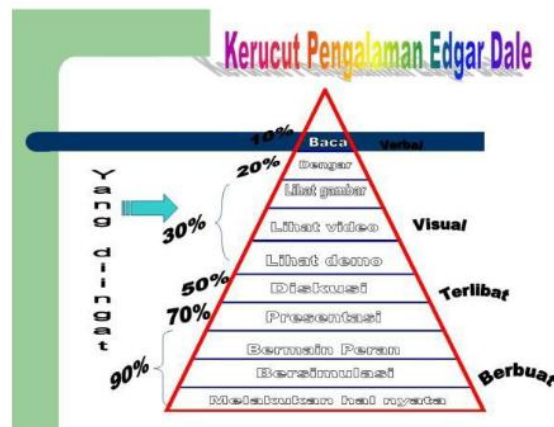 Kerucut Pengalaman Edgar Dale
10% Baca Verbal
20% Dengar
Lihat gambar
30% Lihat video Visual
Lihat demo
50% Diskusi Terlibat
70% Presentasi
Bermain Peran
90% Bersimulasi Berbuat
Melakukan hal nyata
Yang diingat